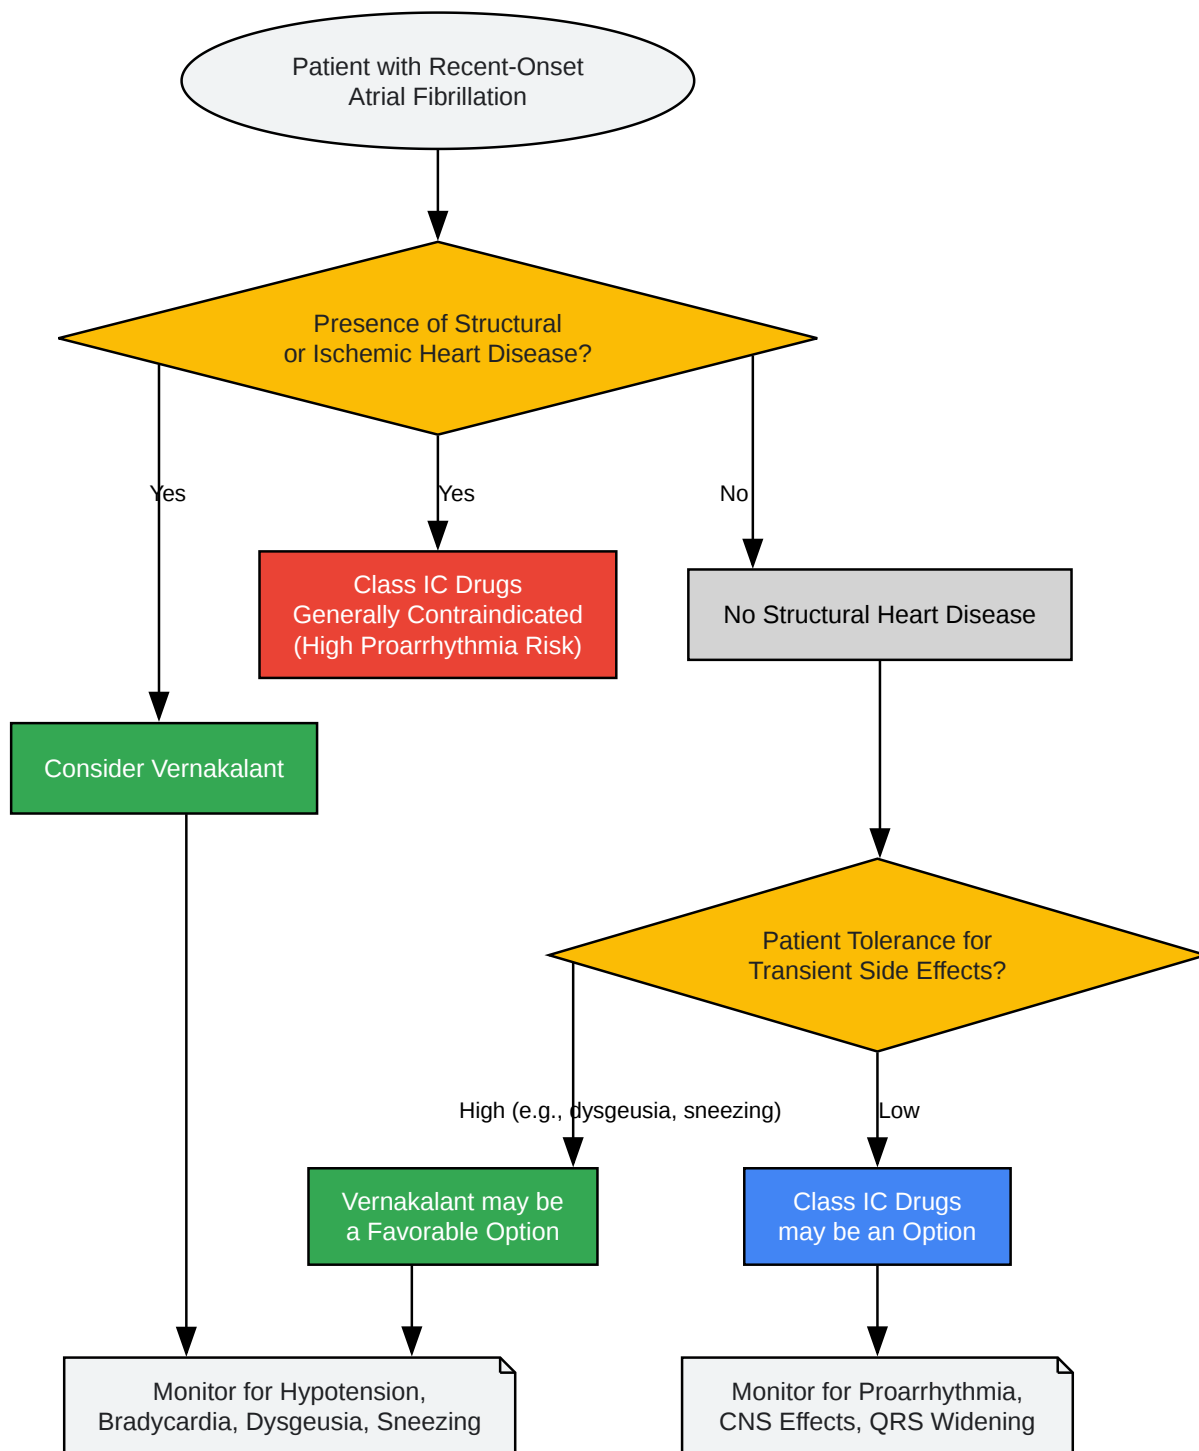 Patient with Recent-Onset
Atrial Fibrillation
Presence of Structural
or Ischemic Heart Disease?
Yes
Yes
No
Class IC Drugs
Generally Contraindicated
(High Proarrhythmia Risk)
No Structural Heart Disease
Consider Vernakalant
Patient Tolerance for
Transient Side Effects?
High (e.g., dysgeusia, sneezing)
Low
Vernakalant may be
a Favorable Option
Class IC Drugs
may be an Option
Monitor for Hypotension,
Bradycardia, Dysgeusia, Sneezing
Monitor for Proarrhythmia,
CNS Effects, QRS Widening